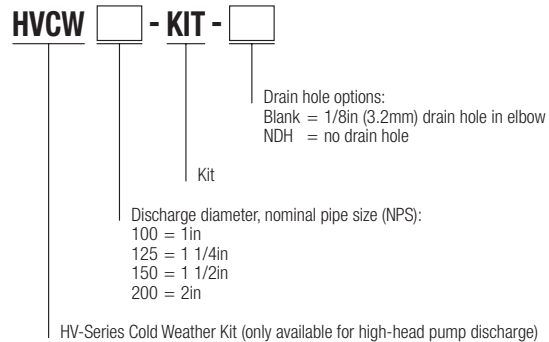 HVCW - KIT -
Drain hole options:
Blank = 1/8in (3.2mm) drain hole in elbow
NDH = no drain hole
Kit
Discharge diameter, nominal pipe size (NPS):
100 = 1in
125 = 1 1/4in
150 = 1 1/2in
200 = 2in
HV-Series Cold Weather Kit (only available for high-head pump discharge)